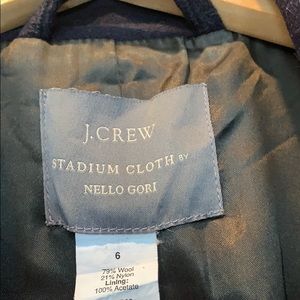 J.CREW
STADIUM CLOTH BY
NELLO GORI
6
79% Wool
21% Nylon
Lining:
100% Acetate